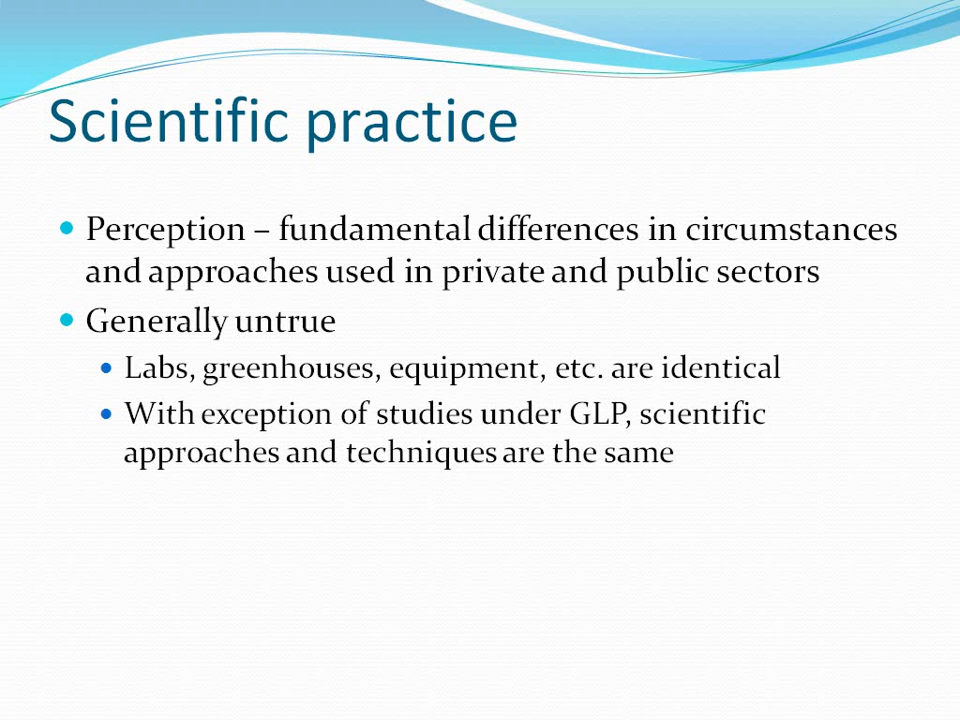 Scientific practice
● Perception – fundamental differences in circumstances
and approaches used in private and public sectors
● Generally untrue
● Labs, greenhouses, equipment, etc. are identical
● With exception of studies under GLP, scientific
approaches and techniques are the same